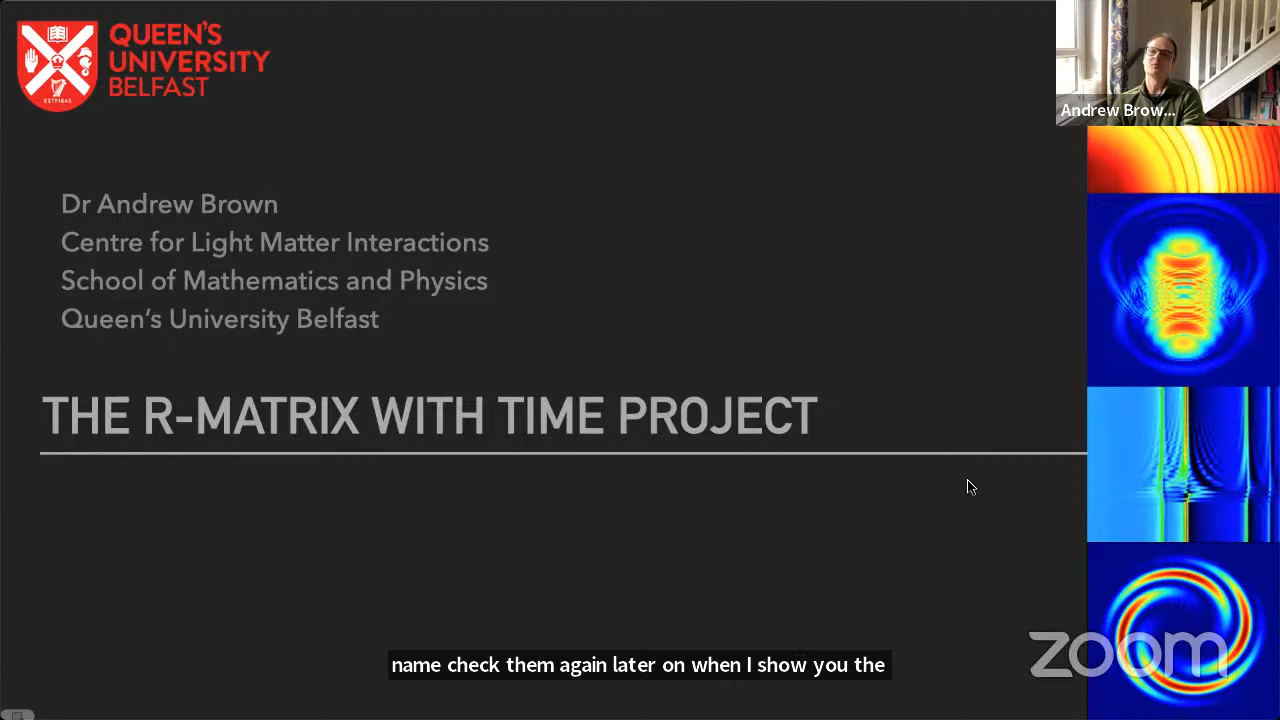 QUEEN'S
UNIVERSITY
BELFAST
ESTD1845
Andrew Brow...
Dr Andrew Brown
Centre for Light Matter Interactions
School of Mathematics and Physics
Queen's University Belfast
THE R-MATRIX WITH TIME PROJECT
zoom
name check them again later on when I show you the